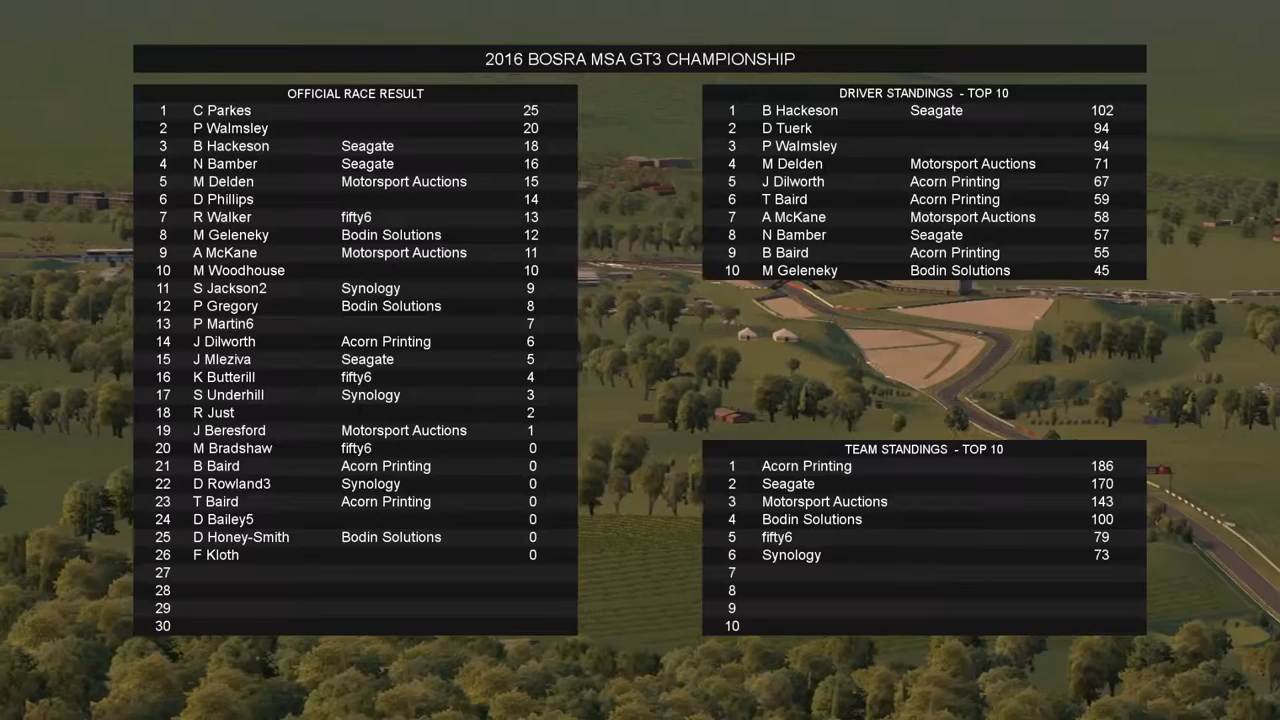 2016 BOSRA MSA GT3 CHAMPIONSHIP
OFFICIAL RACE RESULT
1 C Parkes 25
2 P Walmsley 20
3 B Hackeson Seagate 18
4 N Bamber Seagate 16
5 M Delden Motorsport Auctions 15
6 D Phillips 14
7 R Walker fifty6 13
8 M Geleneky Bodin Solutions 12
9 A McKane Motorsport Auctions 11
10 M Woodhouse 10
11 S Jackson2 Synology 9
12 P Gregory Bodin Solutions 8
13 P Martin6 7
14 J Dilworth Acorn Printing 6
15 J Mleziva Seagate 5
16 K Butterill fifty6 4
17 S Underhill Synology 3
18 R Just 2
19 J Beresford Motorsport Auctions 1
20 M Bradshaw fifty6 0
21 B Baird Acorn Printing 0
22 D Rowland3 Synology 0
23 T Baird Acorn Printing 0
24 D Bailey5 0
25 D Honey-Smith Bodin Solutions 0
26 F Kloth 0
27
28
29
30
DRIVER STANDINGS - TOP 10
1 B Hackeson Seagate 102
2 D Tuerk 94
3 P Walmsley 94
4 M Delden Motorsport Auctions 71
5 J Dilworth Acorn Printing 67
6 T Baird Acorn Printing 59
7 A McKane Motorsport Auctions 58
8 N Bamber Seagate 57
9 B Baird Acorn Printing 55
10 M Geleneky Bodin Solutions 45
TEAM STANDINGS - TOP 10
1 Acorn Printing 186
2 Seagate 170
3 Motorsport Auctions 143
4 Bodin Solutions 100
5 fifty6 79
6 Synology 73
7
8
9
10